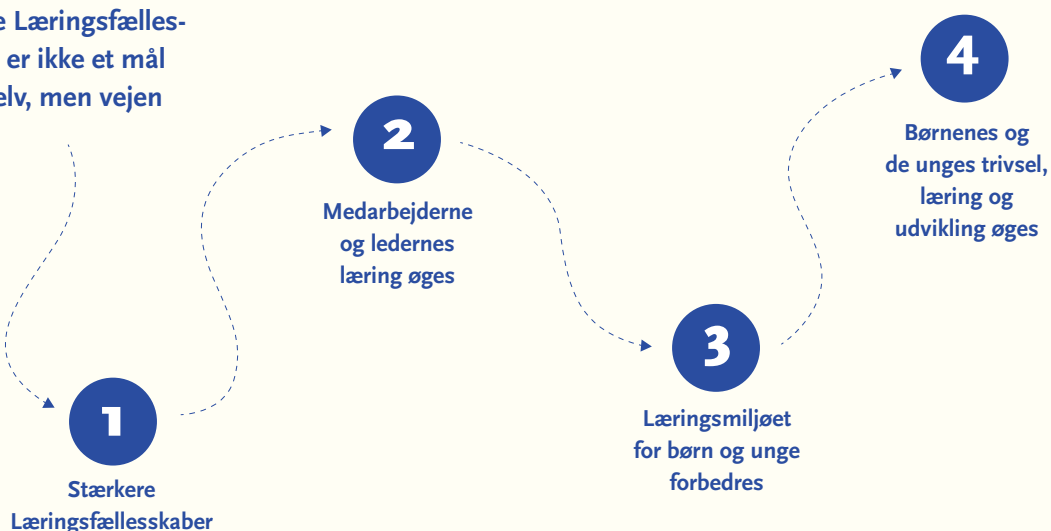 e Læringsfælles-
er ikke et mål
elv, men vejen
1
Stærkere
Læringsfællesskaber
2
Medarbejderne
og ledernes
læring øges
3
Læringsmiljøet
for børn og unge
forbedres
4
Børnenes og
de unges trivsel,
læring og
udvikling øges